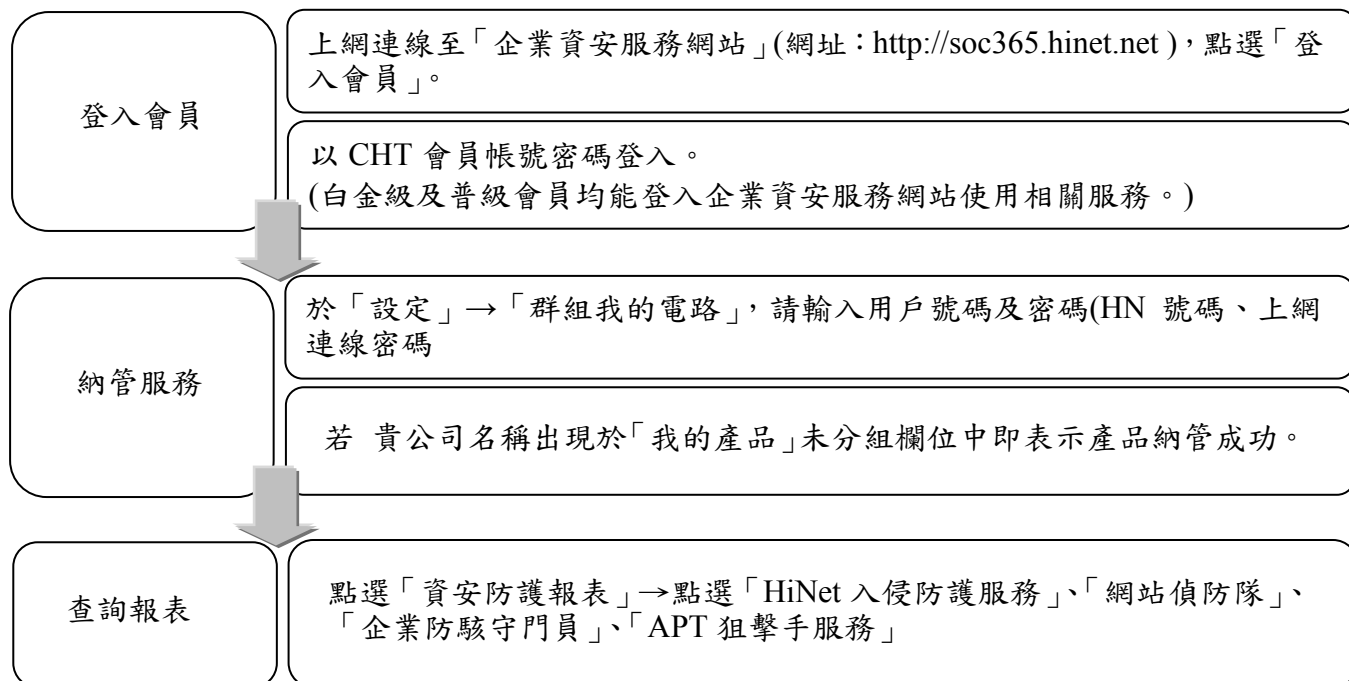 登入會員
上網連線至「企業資安服務網站」(網址：http://soc365.hinet.net )，點選「登
入會員」。
以 CHT 會員帳號密碼登入。
(白金級及普級會員均能登入企業資安服務網站使用相關服務。)
納管服務
於「設定」→「群組我的電路」，請輸入用戶號碼及密碼(HN 號碼、上網
連線密碼
若 貴公司名稱出現於「我的產品」未分組欄位中即表示產品納管成功。
查詢報表
點選「資安防護報表」→點選「HiNet 入侵防護服務」、「網站偵防隊」、
「企業防駭守門員」、「APT 狙擊手服務」